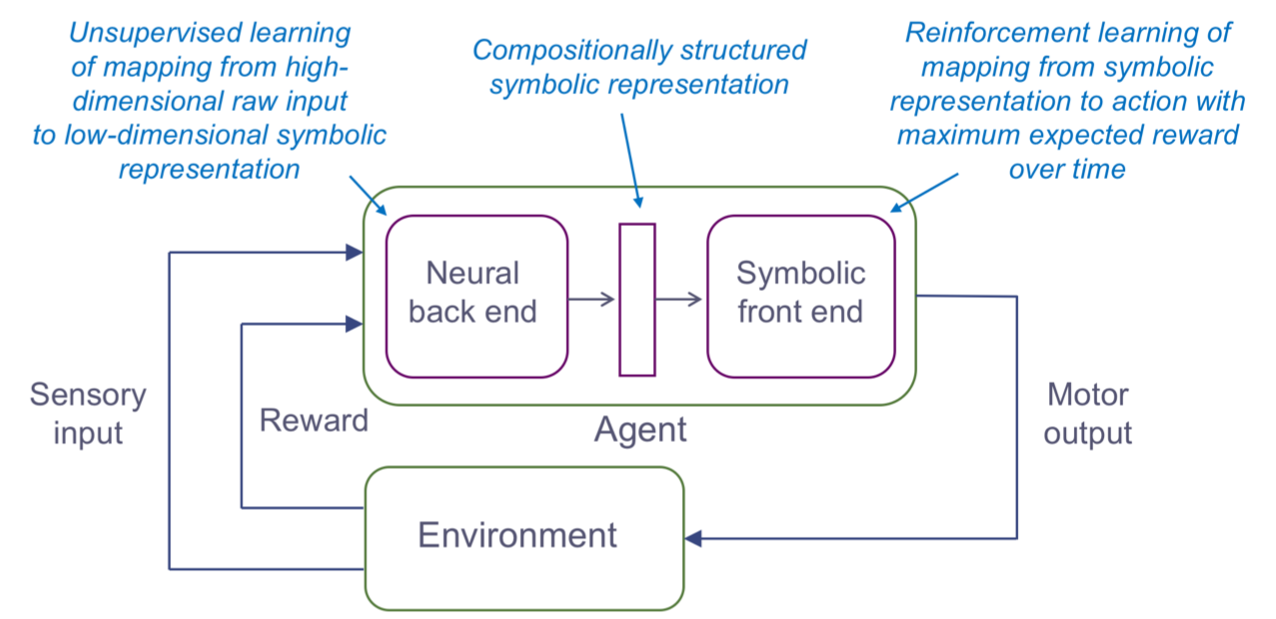 Unsupervised learning
of mapping from high-
dimensional raw input
to low-dimensional symbolic
representation
Compositionally structured
symbolic representation
Reinforcement learning of
mapping from symbolic
representation to action with
maximum expected reward
over time
Neural
back end
Symbolic
front end
Sensory
input
Reward
Agent
Motor
output
Environment